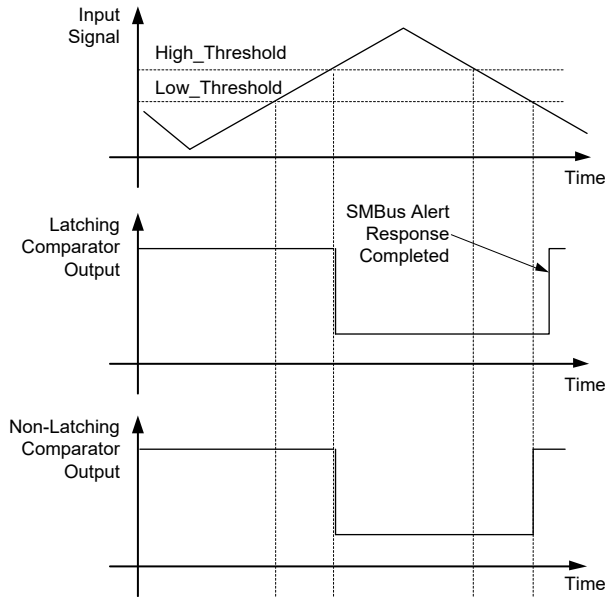 Input
Signal
High_Threshold
Low_Threshold
Time
Latching
Comparator
Output
SMBus Alert
Response
Completed
Time
Non-Latching
Comparator
Output
Time